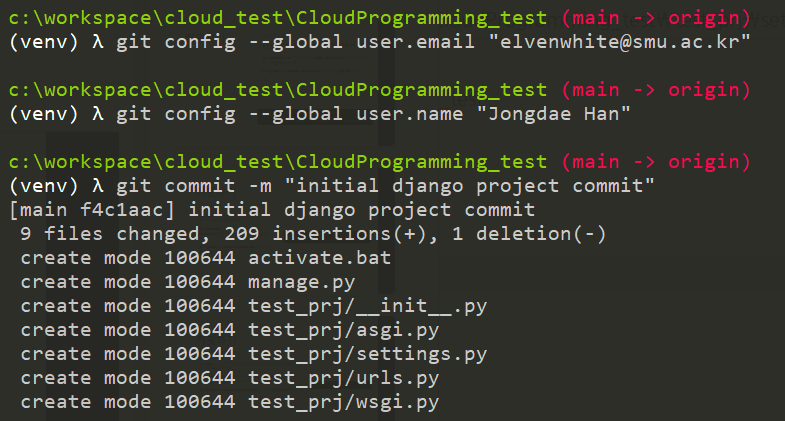 c:\workspace\cloud_test\CloudProgramming_test (main -> origin)
(venv) λ git config --global user.email "elvenwhite@smu.ac.kr"
c:\workspace\cloud_test\CloudProgramming_test (main -> origin)
(venv) λ git config --global user.name "Jongdae Han"
c:\workspace\cloud_test\CloudProgramming_test (main -> origin)
(venv) λ git commit -m "initial django project commit"
[main f4c1aac] initial django project commit
 9 files changed, 209 insertions(+), 1 deletion(-)
 create mode 100644 activate.bat
 create mode 100644 manage.py
 create mode 100644 test_prj/__init__.py
 create mode 100644 test_prj/asgi.py
 create mode 100644 test_prj/settings.py
 create mode 100644 test_prj/urls.py
 create mode 100644 test_prj/wsgi.py